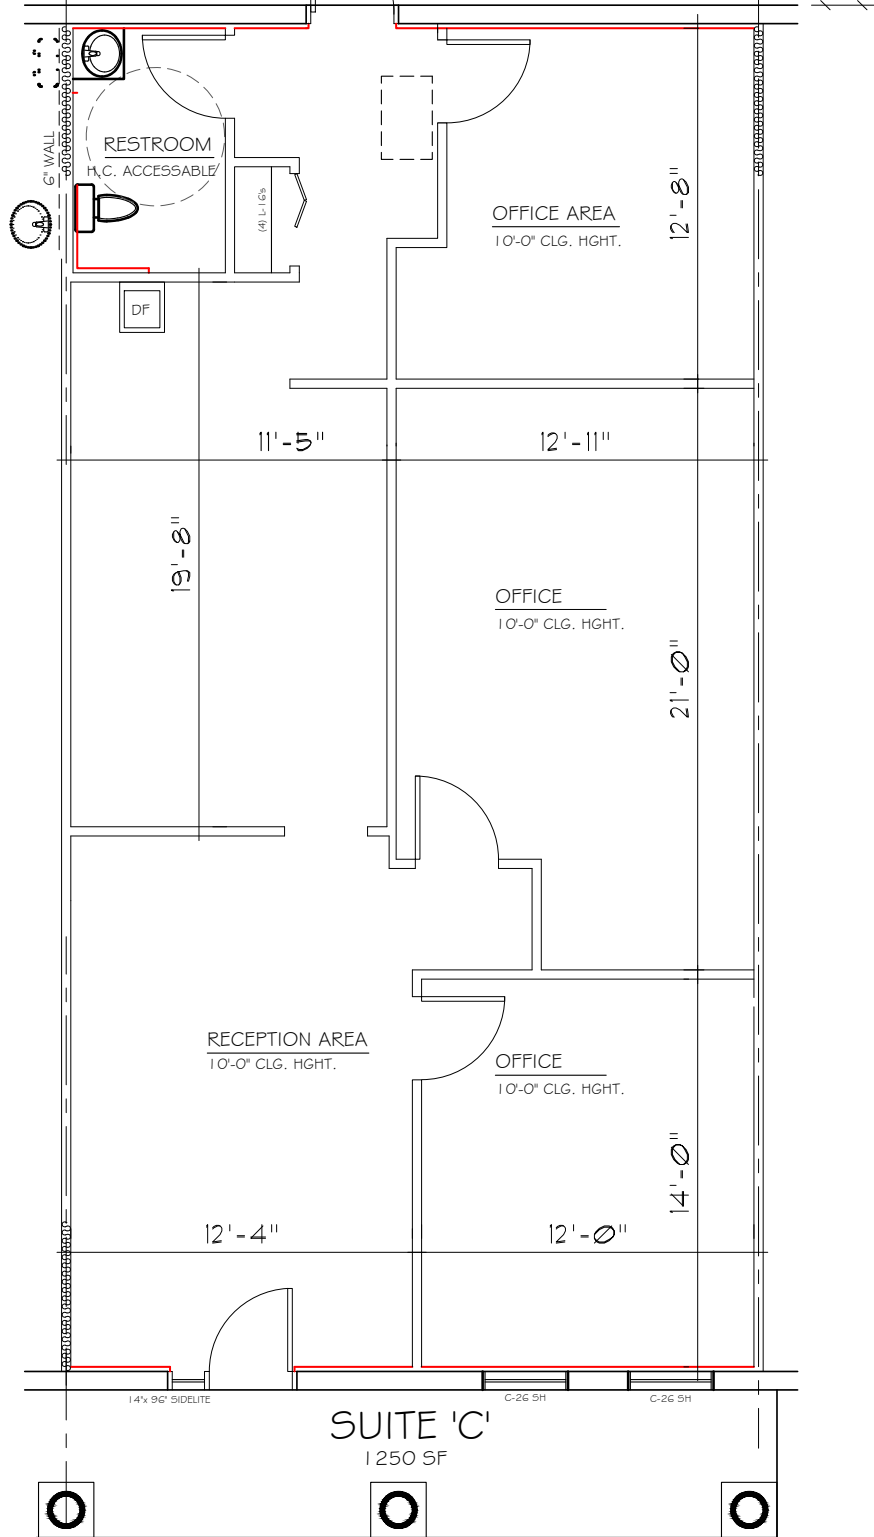 6" WALL
RESTROOM
H.C. ACCESSABLE
(4) L-16's
OFFICE AREA
10'-0" CLG. HGHT.
12'-8"
DF
11'-5"
12'-11"
19'-8"
OFFICE
10'-0" CLG. HGHT.
21'-0"
RECEPTION AREA
10'-0" CLG. HGHT.
OFFICE
10'-0" CLG. HGHT.
14'-0"
12'-4"
12'-0"
14"x 96" SIDELITE
C-26 SH
C-26 SH
SUITE 'C'
1250 SF